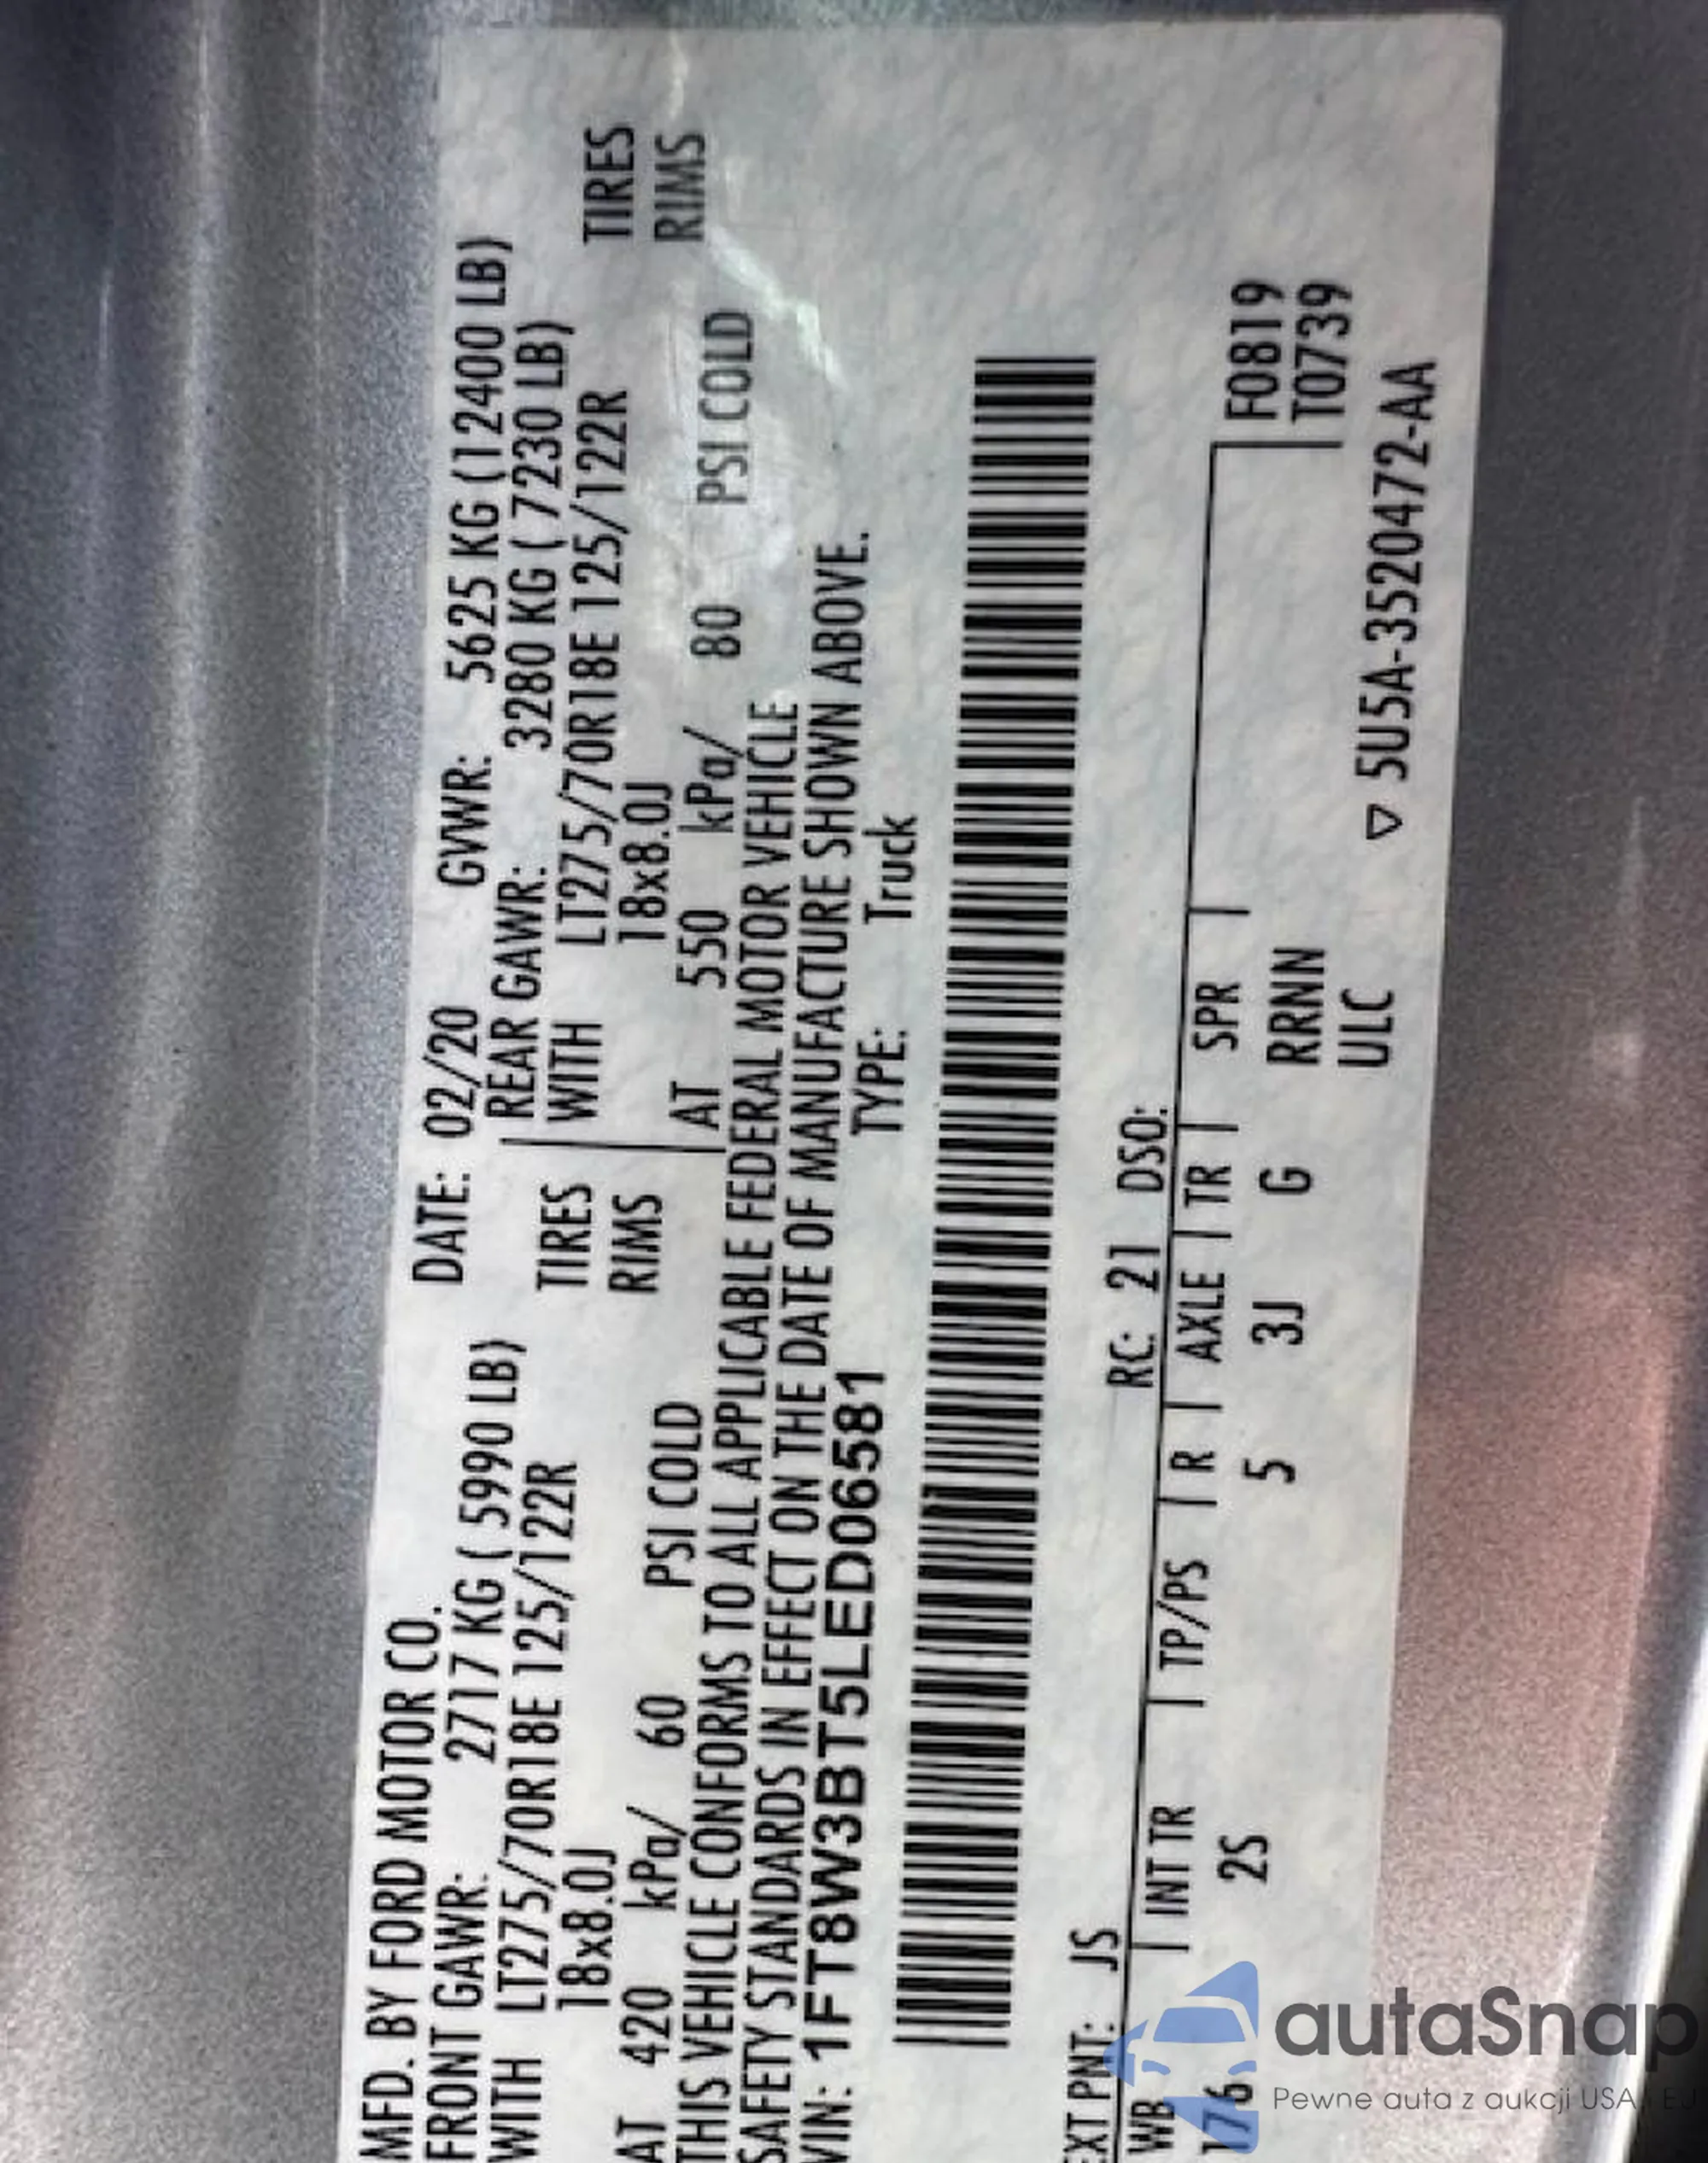 MFD. BY FORD MOTOR CO. DATE: 02/20 GVWR: 5625 KG (12400 LB)
FRONT GAWR: 2717 KG ( 5990 LB) REAR GAWR: 3280 KG ( 7230 LB)
WITH LT275/70R18E 125/122R TIRES WITH LT275/70R18E 125/122R TIRES
18x8.0J RIMS 18x8.0J RIMS
AT 420 kPa/ 60 PSI COLD AT 550 kPa/ 80 PSI COLD
THIS VEHICLE CONFORMS TO ALL APPLICABLE FEDERAL MOTOR VEHICLE
SAFETY STANDARDS IN EFFECT ON THE DATE OF MANUFACTURE SHOWN ABOVE.
VIN: 1FT8W3BT5LED06581 TYPE: Truck
EXT PNT: JS RC: 21 DSO:
WB INT TR TP/PS R AXLE TR SPR F0819
176 2S 5 3J G RRNN T0739
ULC ▽ 5U5A-3520472-AA
autaSnap
Pewne auta z aukcji USA i EU